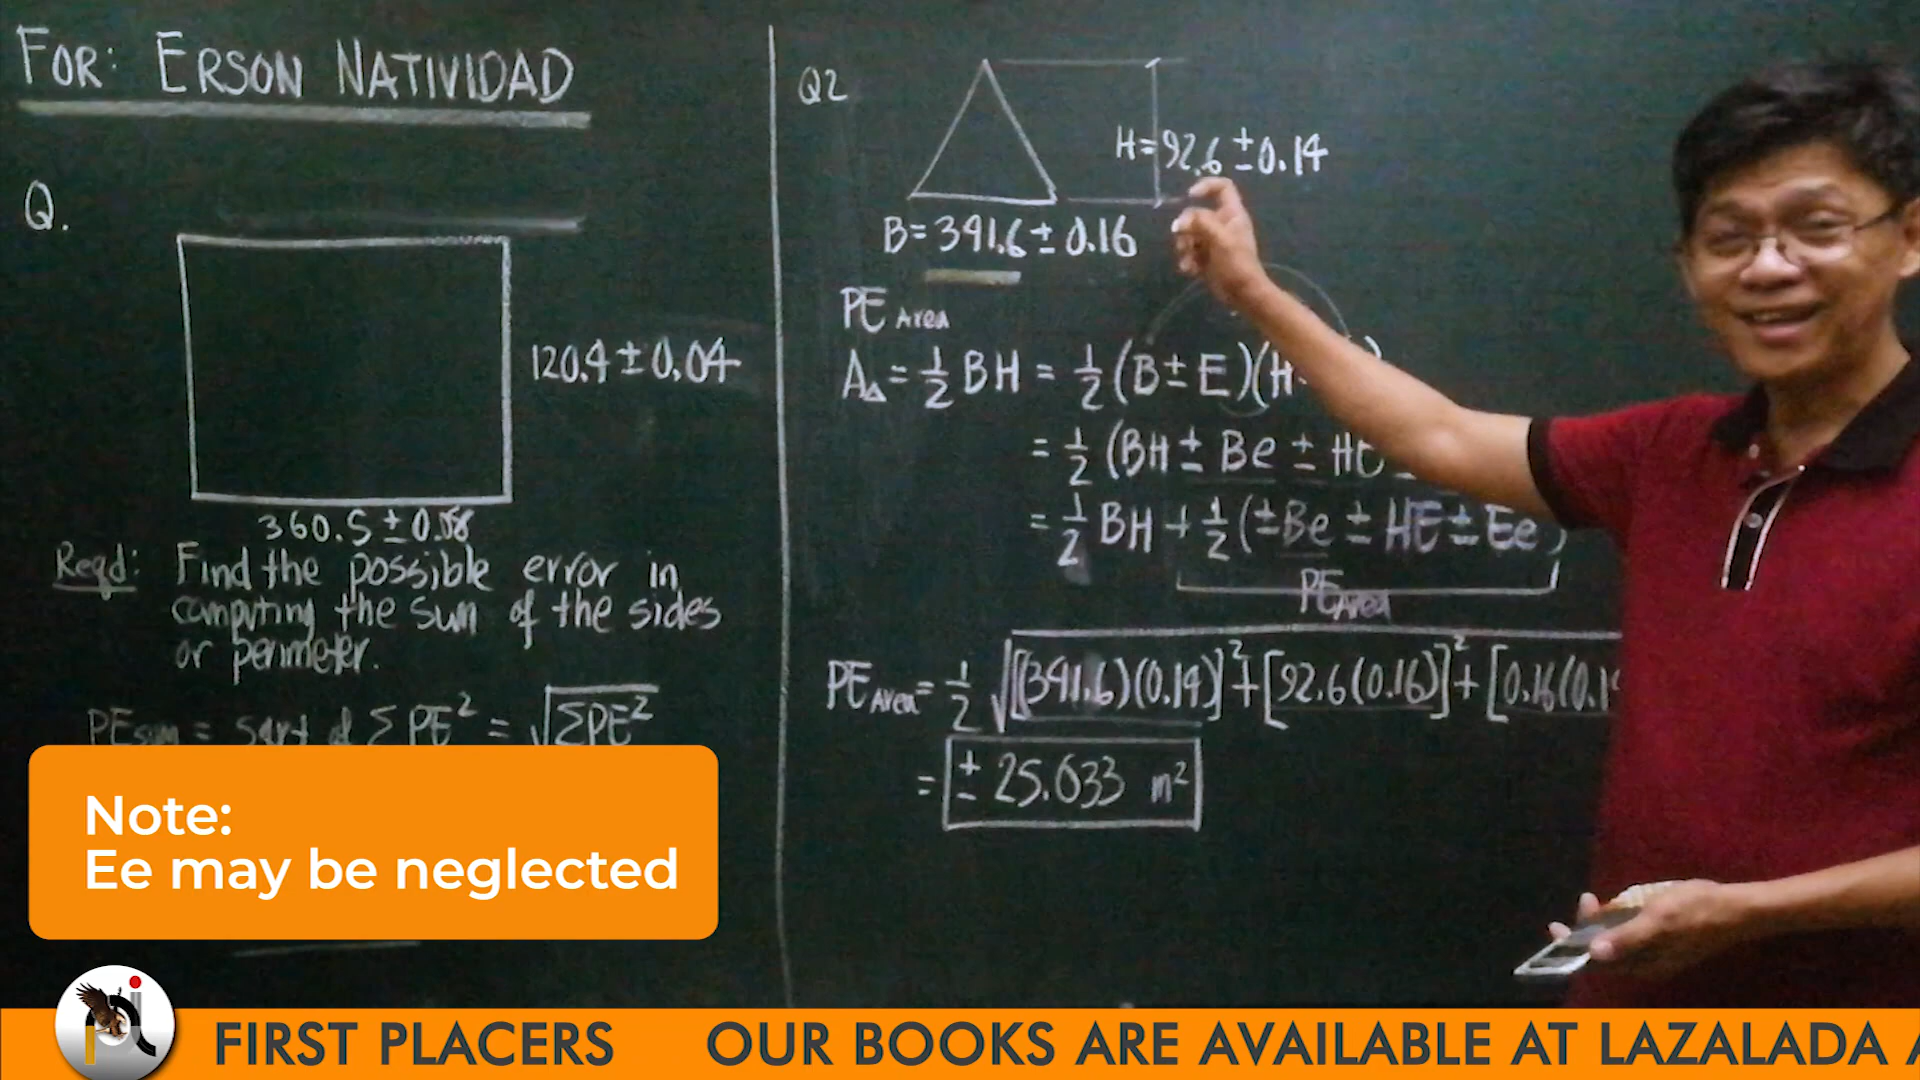 FOR: ERSON NATIVIDAD
Q.
120.4 ± 0.04
360.5 ± 0.08
Reqd: Find the possible error in
computing the sum of the sides
or perimeter.
PEsum = sqrt of Σ PE² = √ΣPE²
Note:
Ee may be neglected
Q2
H = 92.6 ± 0.14
B = 391.6 ± 0.16
PE Area
A△ = 1/2 BH = 1/2 (B ± E)(H
= 1/2 (BH ± Be ± HE
= 1/2 BH + 1/2 (±Be ± HE ± Ee)
PE Area
PE Area = 1/2 √[(391.6)(0.14)]² + [92.6(0.16)]² + [0.16(0.1
= ± 25.633 m²
FIRST PLACERS OUR BOOKS ARE AVAILABLE AT LAZALADA